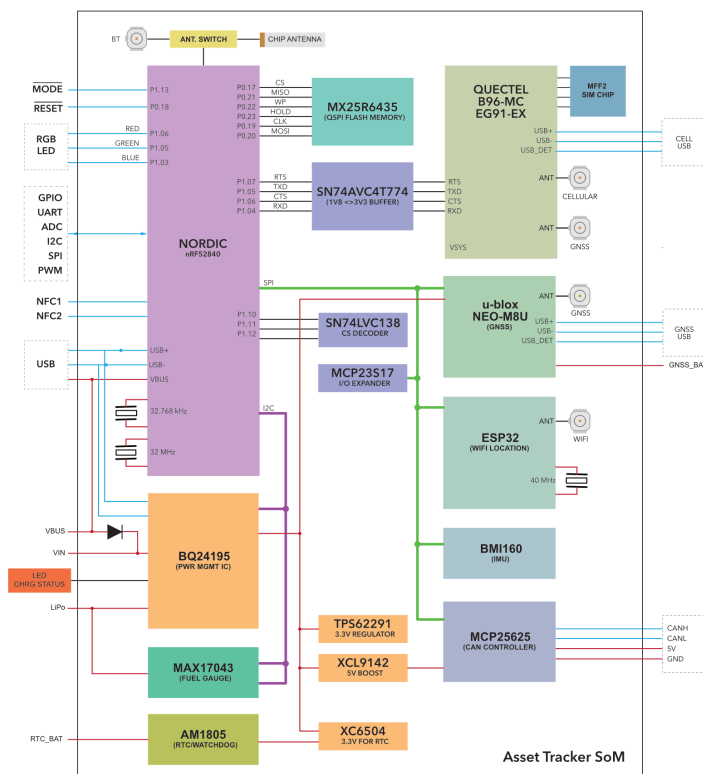 BT
ANT. SWITCH
CHIP ANTENNA
MODE
RESET
RGB
LED
RED
GREEN
BLUE
GPIO
UART
ADC
I2C
SPI
PWM
NFC1
NFC2
USB
P1.13
P0.18
P1.06
P1.05
P1.03
USB+
USB-
VBUS
32.768 kHz
32 MHz
NORDIC
nRF52840
P0.17
P0.21
P0.22
P0.23
P0.19
P0.20
CS
MISO
WP
HOLD
CLK
MOSI
MX25R6435
(QSPI FLASH MEMORY)
P1.07
P1.05
P1.06
P1.04
RTS
TXD
CTS
RXD
SN74AVC4T774
(1V8 <>3V3 BUFFER)
SPI
P1.10
P1.11
P1.12
SN74LVC138
CS DECODER
MCP23S17
I/O EXPANDER
I2C
QUECTEL
B96-MC
EG91-EX
MFF2
SIM CHIP
USB+
USB-
USB_DET
CELL
USB
RTS
TXD
CTS
RXD
ANT
CELLULAR
ANT
GNSS
VSYS
u-blox
NEO-M8U
(GNSS)
ANT
GNSS
USB+
USB-
USB_DET
GNSS
USB
GNSS_BA
ESP32
(WIFI LOCATION)
ANT
WIFI
40 MHz
BMI160
(IMU)
MCP25625
(CAN CONTROLLER)
CANH
CANL
5V
GND
VBUS
VIN
LED
CHRG STATUS
LiPo
BQ24195
(PWR MGMT IC)
TPS62291
3.3V REGULATOR
XCL9142
5V BOOST
MAX17043
(FUEL GAUGE)
RTC_BAT
AM1805
(RTC/WATCHDOG)
XC6504
3.3V FOR RTC
Asset Tracker SoM